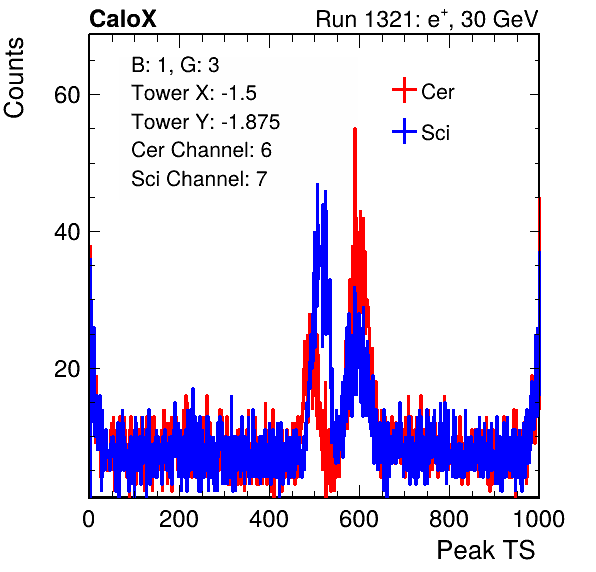 CaloX Run 1321: e⁺, 30 GeV
Counts
B: 1, G: 3
Tower X: -1.5
Tower Y: -1.875
Cer Channel: 6
Sci Channel: 7
Cer
Sci
60
40
20
0 200 400 600 800 1000
Peak TS